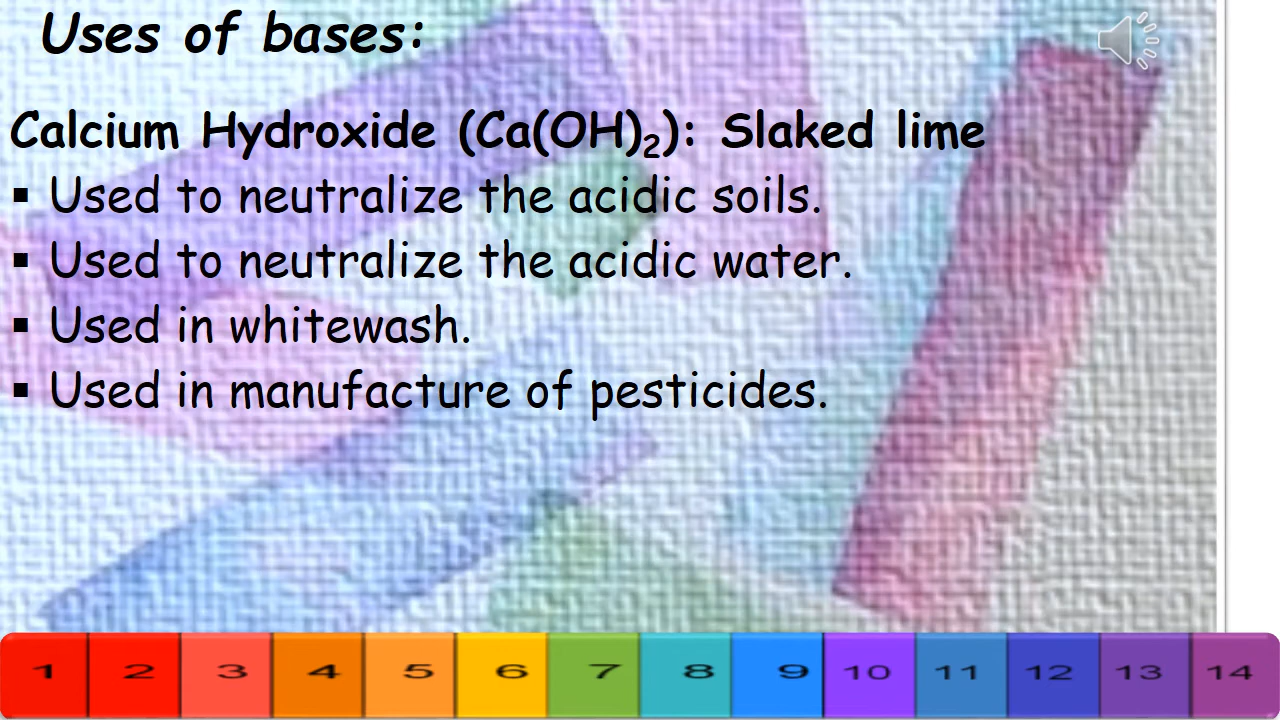 Uses of bases:
Calcium Hydroxide (Ca(OH)₂): Slaked lime
▪ Used to neutralize the acidic soils.
▪ Used to neutralize the acidic water.
▪ Used in whitewash.
▪ Used in manufacture of pesticides.
1 2 3 4 5 6 7 8 9 10 11 12 13 14